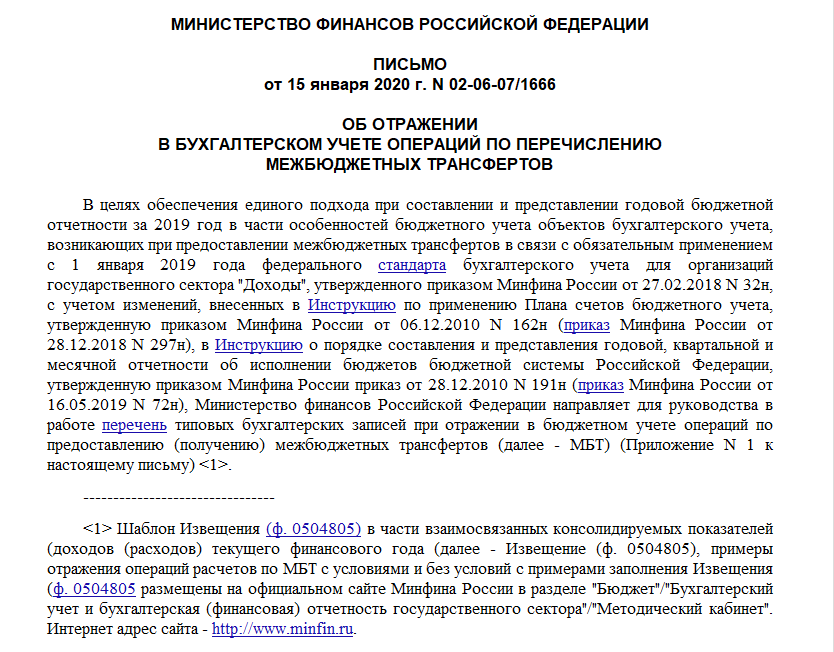 МИНИСТЕРСТВО ФИНАНСОВ РОССИЙСКОЙ ФЕДЕРАЦИИ
ПИСЬМО
от 15 января 2020 г. N 02-06-07/1666
ОБ ОТРАЖЕНИИ
В БУХГАЛТЕРСКОМ УЧЕТЕ ОПЕРАЦИЙ ПО ПЕРЕЧИСЛЕНИЮ
МЕЖБЮДЖЕТНЫХ ТРАНСФЕРТОВ
В целях обеспечения единого подхода при составлении и представлении годовой бюджетной
отчетности за 2019 год в части особенностей бюджетного учета объектов бухгалтерского учета,
возникающих при предоставлении межбюджетных трансфертов в связи с обязательным применением
с 1 января 2019 года федерального стандарта бухгалтерского учета для организаций
государственного сектора "Доходы", утвержденного приказом Минфина России от 27.02.2018 N 32н,
с учетом изменений, внесенных в Инструкцию по применению Плана счетов бюджетного учета,
утвержденную приказом Минфина России от 06.12.2010 N 162н (приказ Минфина России от
28.12.2018 N 297н), в Инструкцию о порядке составления и представления годовой, квартальной и
месячной отчетности об исполнении бюджетов бюджетной системы Российской Федерации,
утвержденную приказом Минфина России приказ от 28.12.2010 N 191н (приказ Минфина России от
16.05.2019 N 72н), Министерство финансов Российской Федерации направляет для руководства в
работе перечень типовых бухгалтерских записей при отражении в бюджетном учете операций по
предоставлению (получению) межбюджетных трансфертов (далее - МБТ) (Приложение N 1 к
настоящему письму) <1>.
--------------------------------
<1> Шаблон Извещения (ф. 0504805) в части взаимосвязанных консолидируемых показателей
(доходов (расходов) текущего финансового года (далее - Извещение (ф. 0504805), примеры
отражения операций расчетов по МБТ с условиями и без условий с примерами заполнения Извещения
(ф. 0504805 размещены на официальном сайте Минфина России в разделе "Бюджет"/"Бухгалтерский
учет и бухгалтерская (финансовая) отчетность государственного сектора"/"Методический кабинет".
Интернет адрес сайта - http://www.minfin.ru.